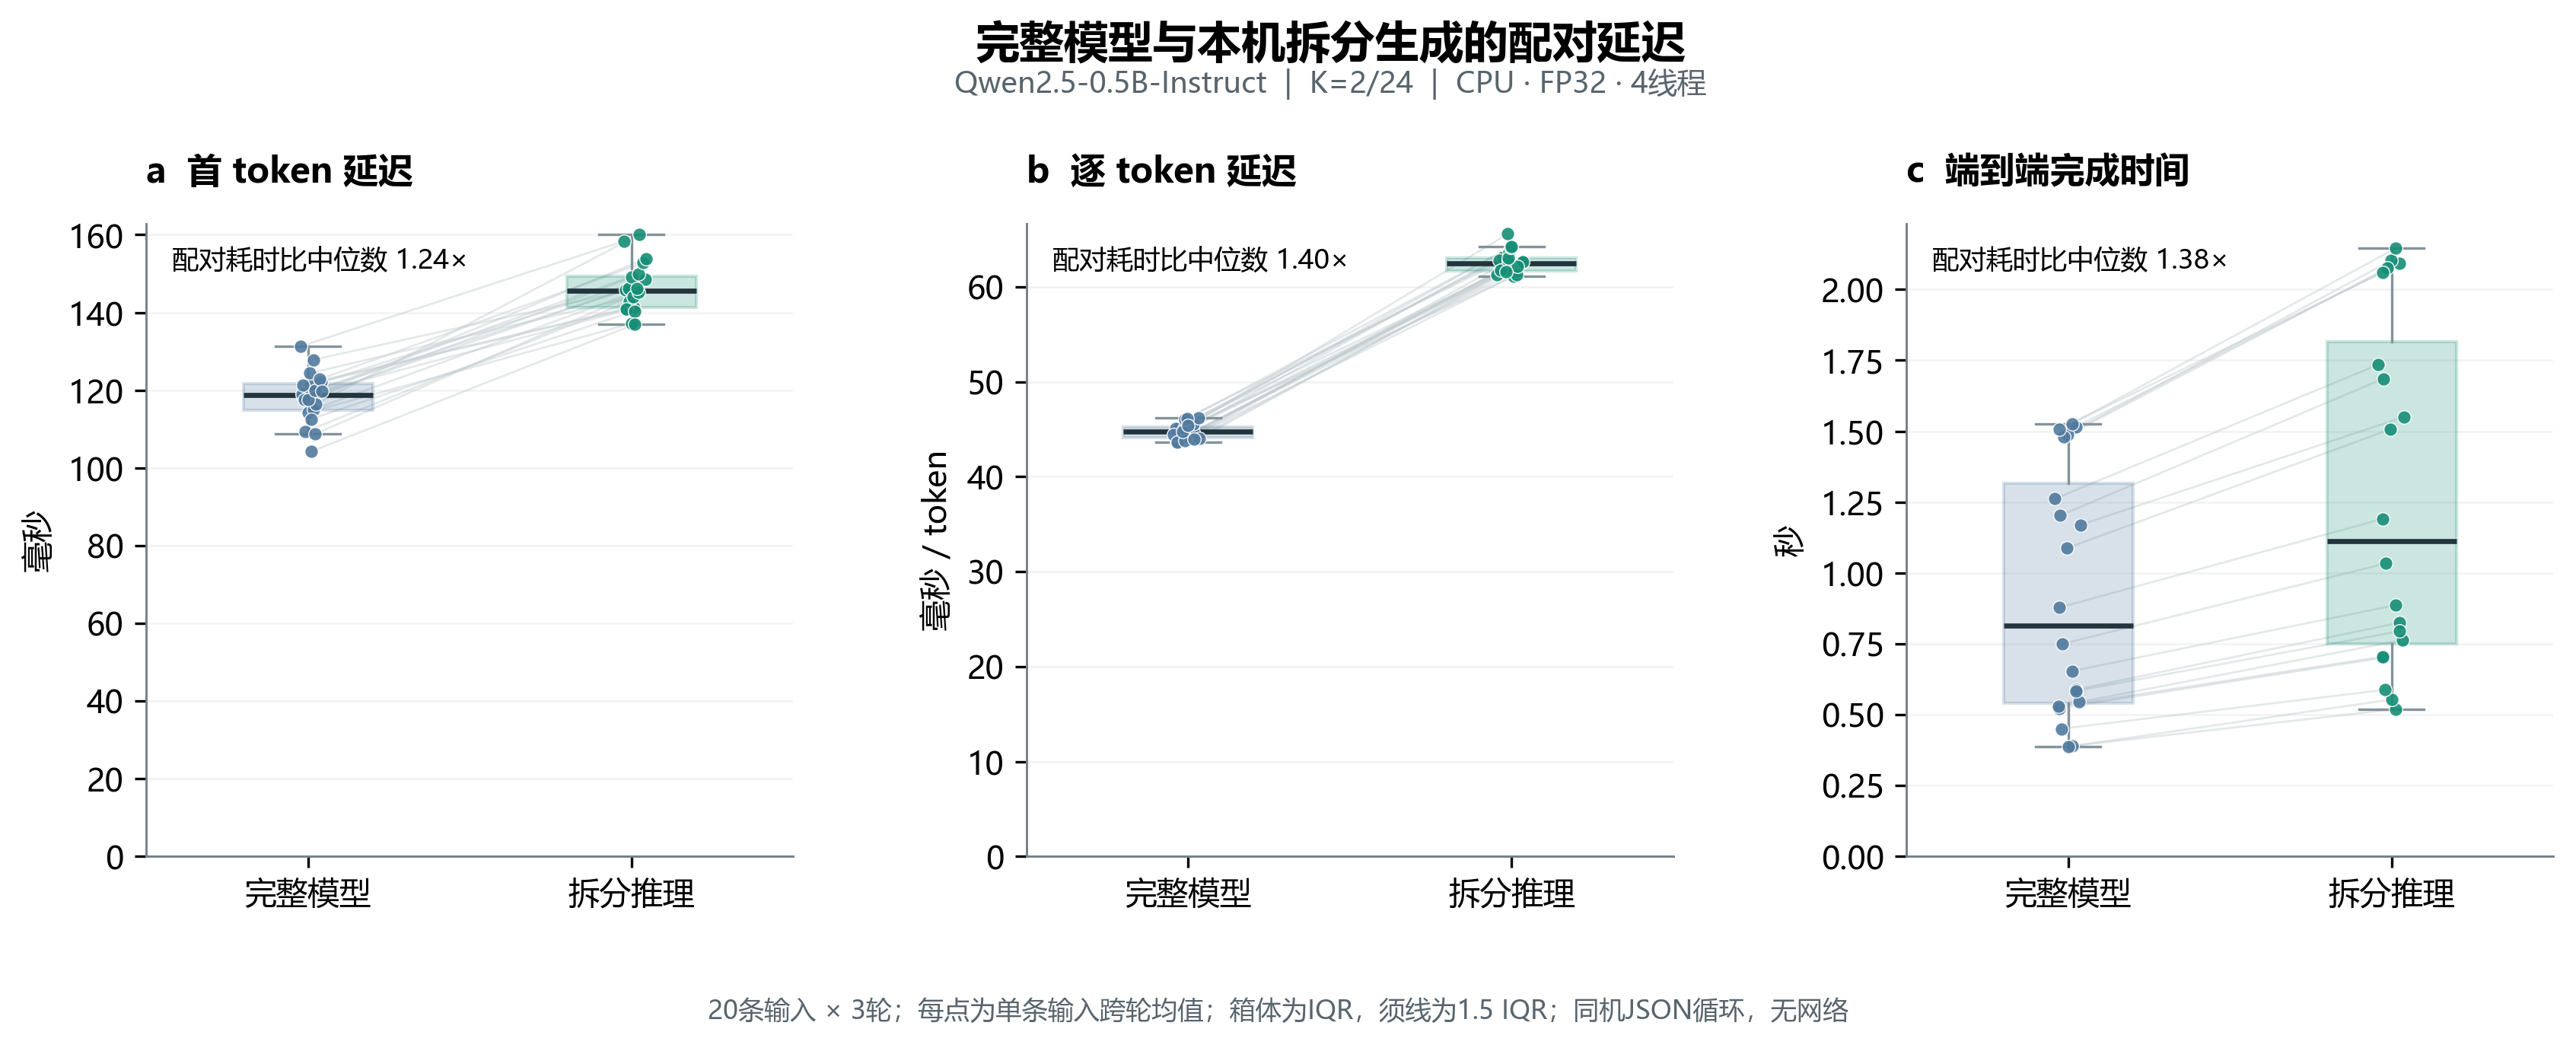 完整模型与本机拆分生成的配对延迟
Qwen2.5-0.5B-Instruct | K=2/24 | CPU · FP32 · 4线程
a 首 token 延迟
配对耗时比中位数 1.24×
160
140
120
100
80
60
40
20
0
毫秒
完整模型
拆分推理
b 逐 token 延迟
配对耗时比中位数 1.40×
60
50
40
30
20
10
0
毫秒 / token
完整模型
拆分推理
c 端到端完成时间
配对耗时比中位数 1.38×
2.00
1.75
1.50
1.25
1.00
0.75
0.50
0.25
0.00
秒
完整模型
拆分推理
20条输入 × 3轮；每点为单条输入跨轮均值；箱体为IQR，须线为1.5 IQR；同机JSON循环，无网络